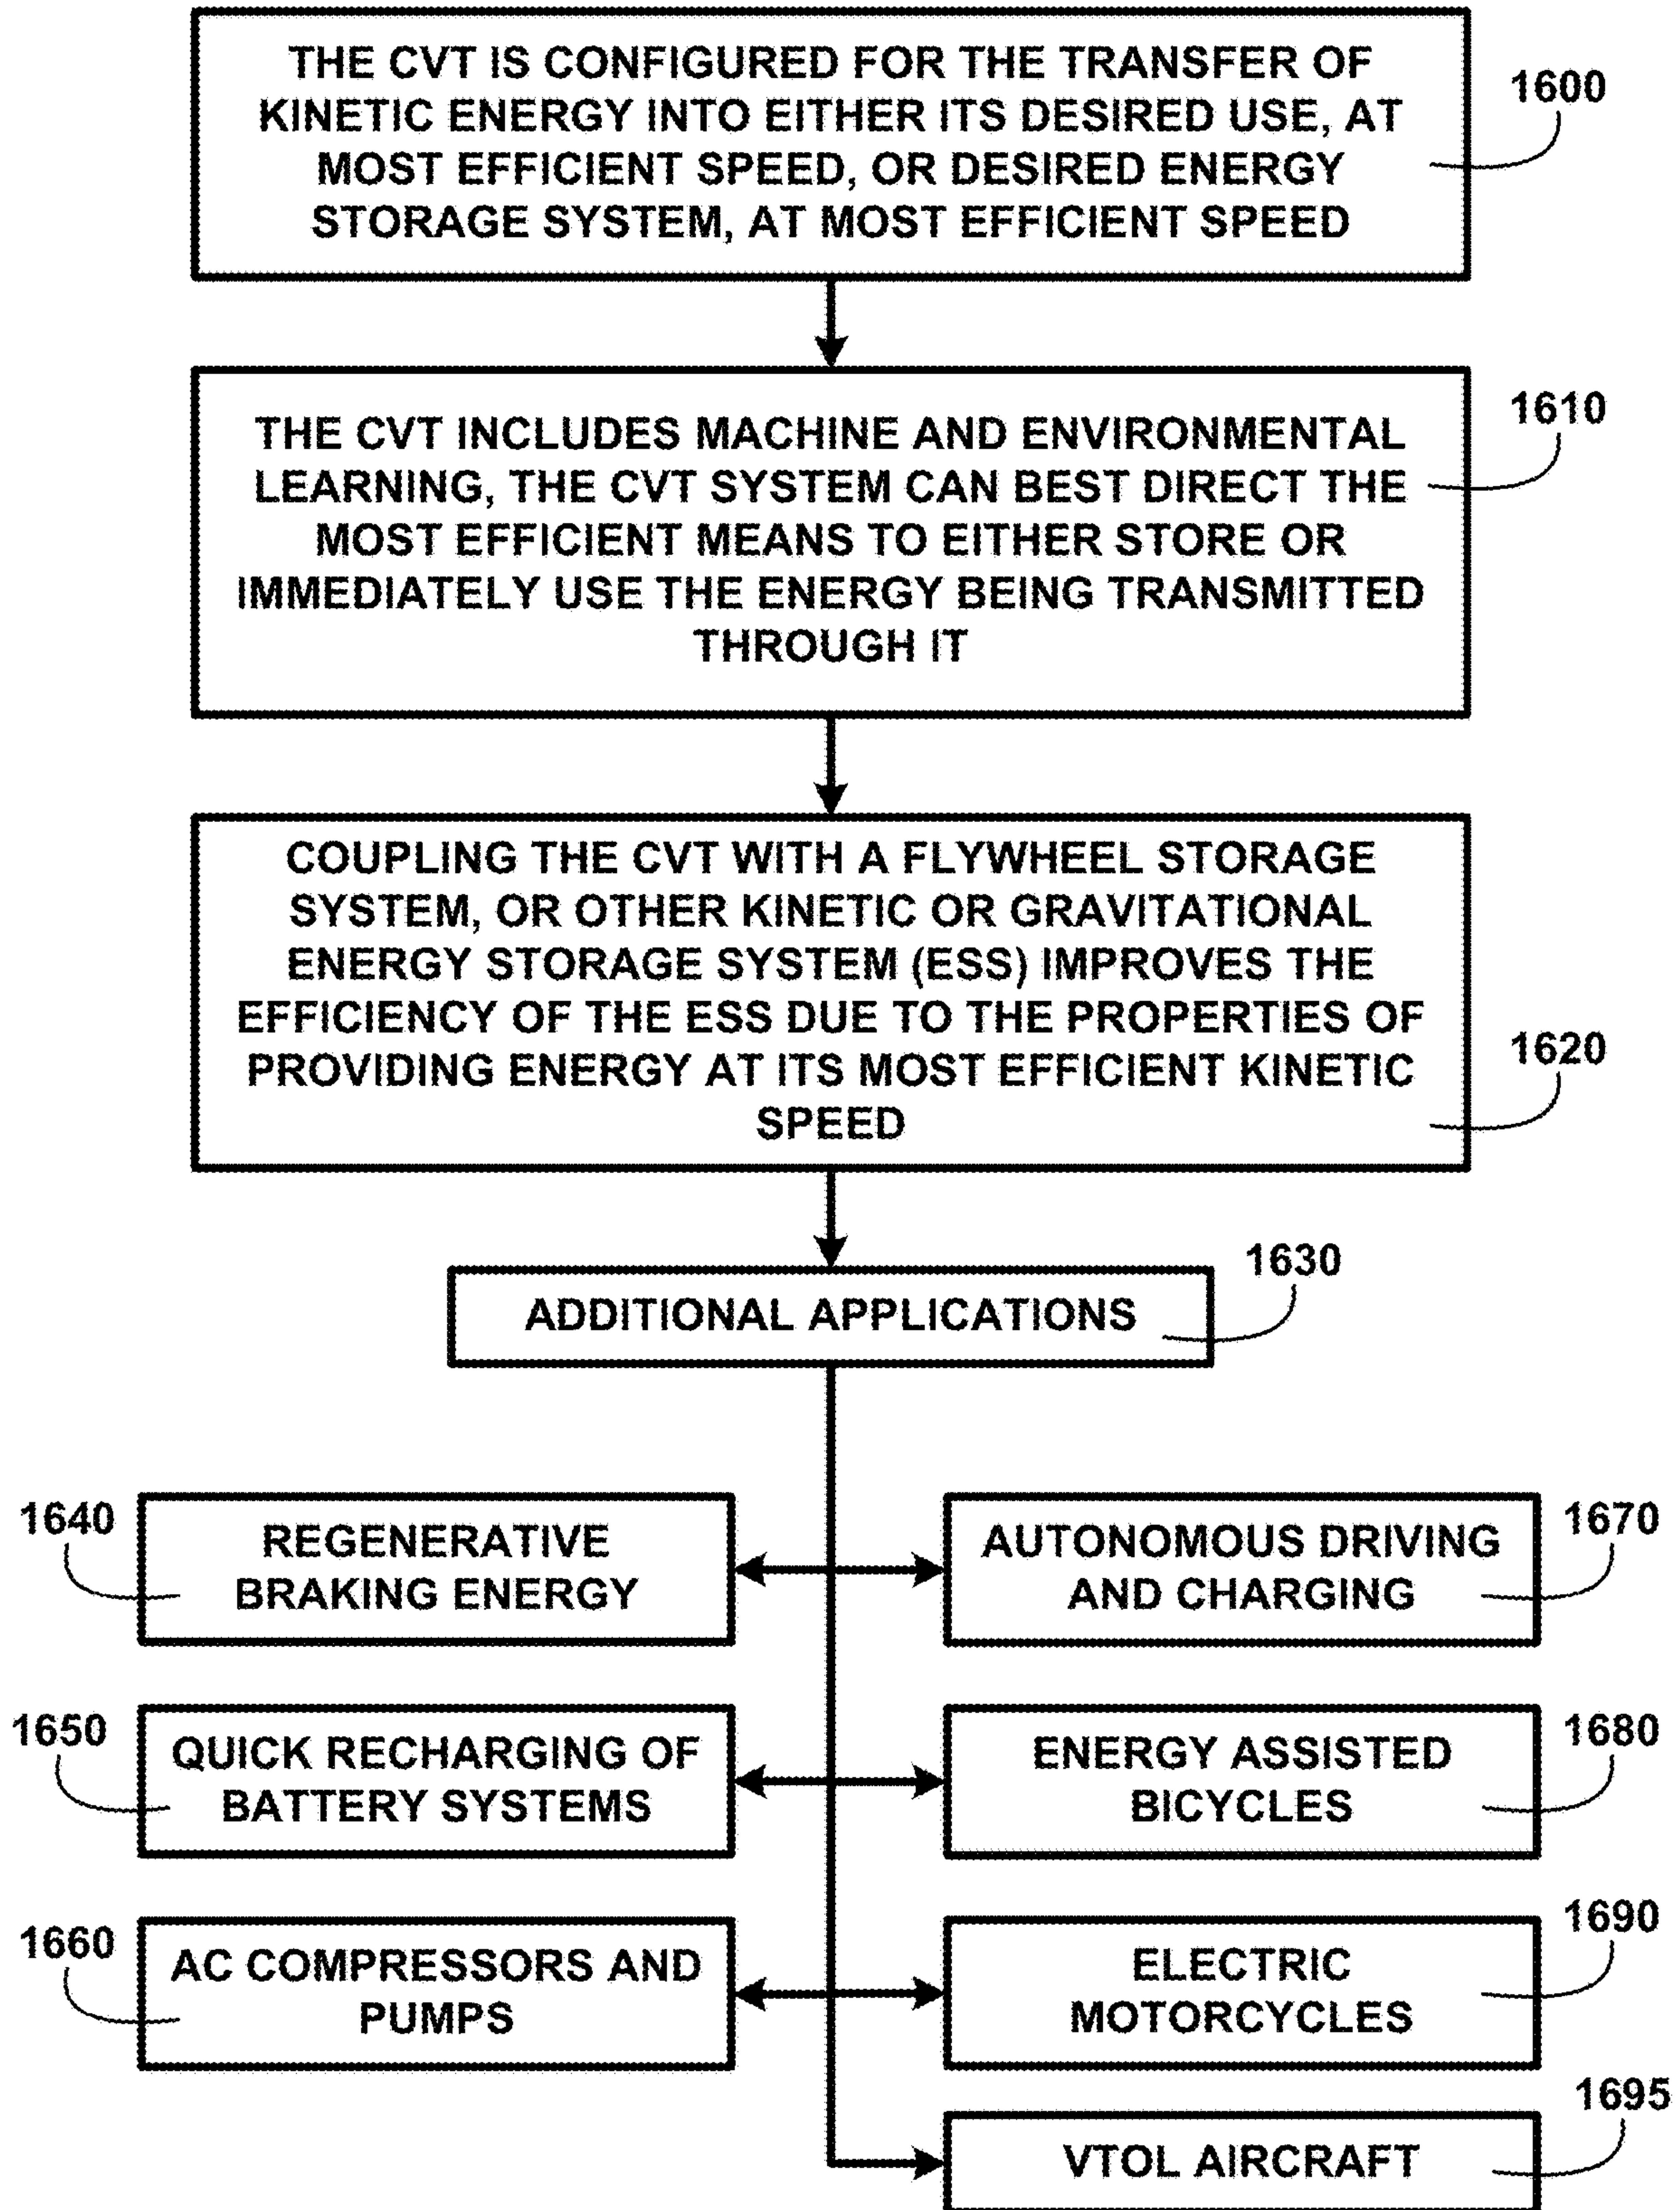 THE CVT IS CONFIGURED FOR THE TRANSFER OF
KINETIC ENERGY INTO EITHER ITS DESIRED USE, AT
MOST EFFICIENT SPEED, OR DESIRED ENERGY
STORAGE SYSTEM, AT MOST EFFICIENT SPEED
1600
THE CVT INCLUDES MACHINE AND ENVIRONMENTAL
LEARNING, THE CVT SYSTEM CAN BEST DIRECT THE
MOST EFFICIENT MEANS TO EITHER STORE OR
IMMEDIATELY USE THE ENERGY BEING TRANSMITTED
THROUGH IT
1610
COUPLING THE CVT WITH A FLYWHEEL STORAGE
SYSTEM, OR OTHER KINETIC OR GRAVITATIONAL
ENERGY STORAGE SYSTEM (ESS) IMPROVES THE
EFFICIENCY OF THE ESS DUE TO THE PROPERTIES OF
PROVIDING ENERGY AT ITS MOST EFFICIENT KINETIC
SPEED
1620
1630
ADDITIONAL APPLICATIONS
1640
REGENERATIVE
BRAKING ENERGY
1670
AUTONOMOUS DRIVING
AND CHARGING
1650
QUICK RECHARGING OF
BATTERY SYSTEMS
1680
ENERGY ASSISTED
BICYCLES
1660
AC COMPRESSORS AND
PUMPS
1690
ELECTRIC
MOTORCYCLES
1695
VTOL AIRCRAFT